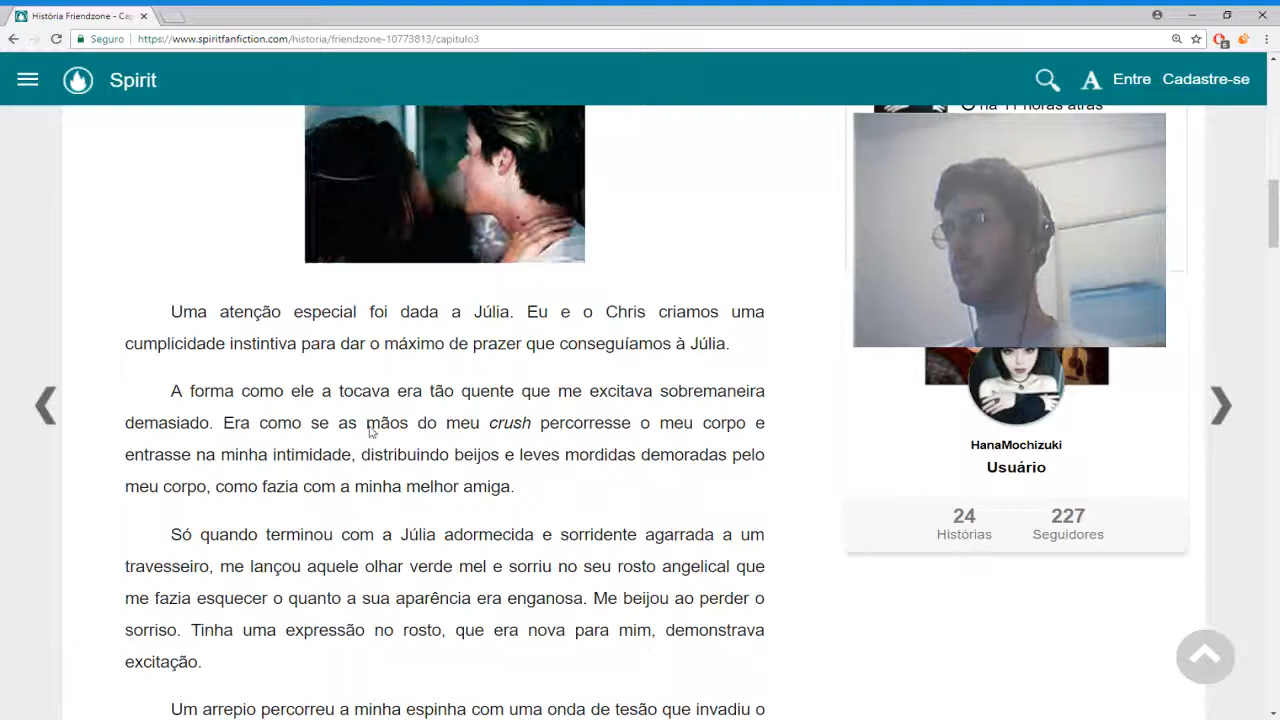 História Friendzone - Cap
Seguro
https://www.spiritfanfiction.com/historia/friendzone-10773813/capitulo3
6
Spirit
A
Entre
Cadastre-se
há 11 horas atrás
Uma atenção especial foi dada a Júlia. Eu e o Chris criamos uma
cumplicidade instintiva para dar o máximo de prazer que conseguíamos à Júlia.
A forma como ele a tocava era tão quente que me excitava sobremaneira
demasiado. Era como se as mãos do meu crush percorresse o meu corpo e
entrasse na minha intimidade, distribuindo beijos e leves mordidas demoradas pelo
meu corpo, como fazia com a minha melhor amiga.
Só quando terminou com a Júlia adormecida e sorridente agarrada a um
travesseiro, me lançou aquele olhar verde mel e sorriu no seu rosto angelical que
me fazia esquecer o quanto a sua aparência era enganosa. Me beijou ao perder o
sorriso. Tinha uma expressão no rosto, que era nova para mim, demonstrava
excitação.
Um arrepio percorreu a minha espinha com uma onda de tesão que invadiu o
HanaMochizuki
Usuário
24
227
Histórias
Seguidores